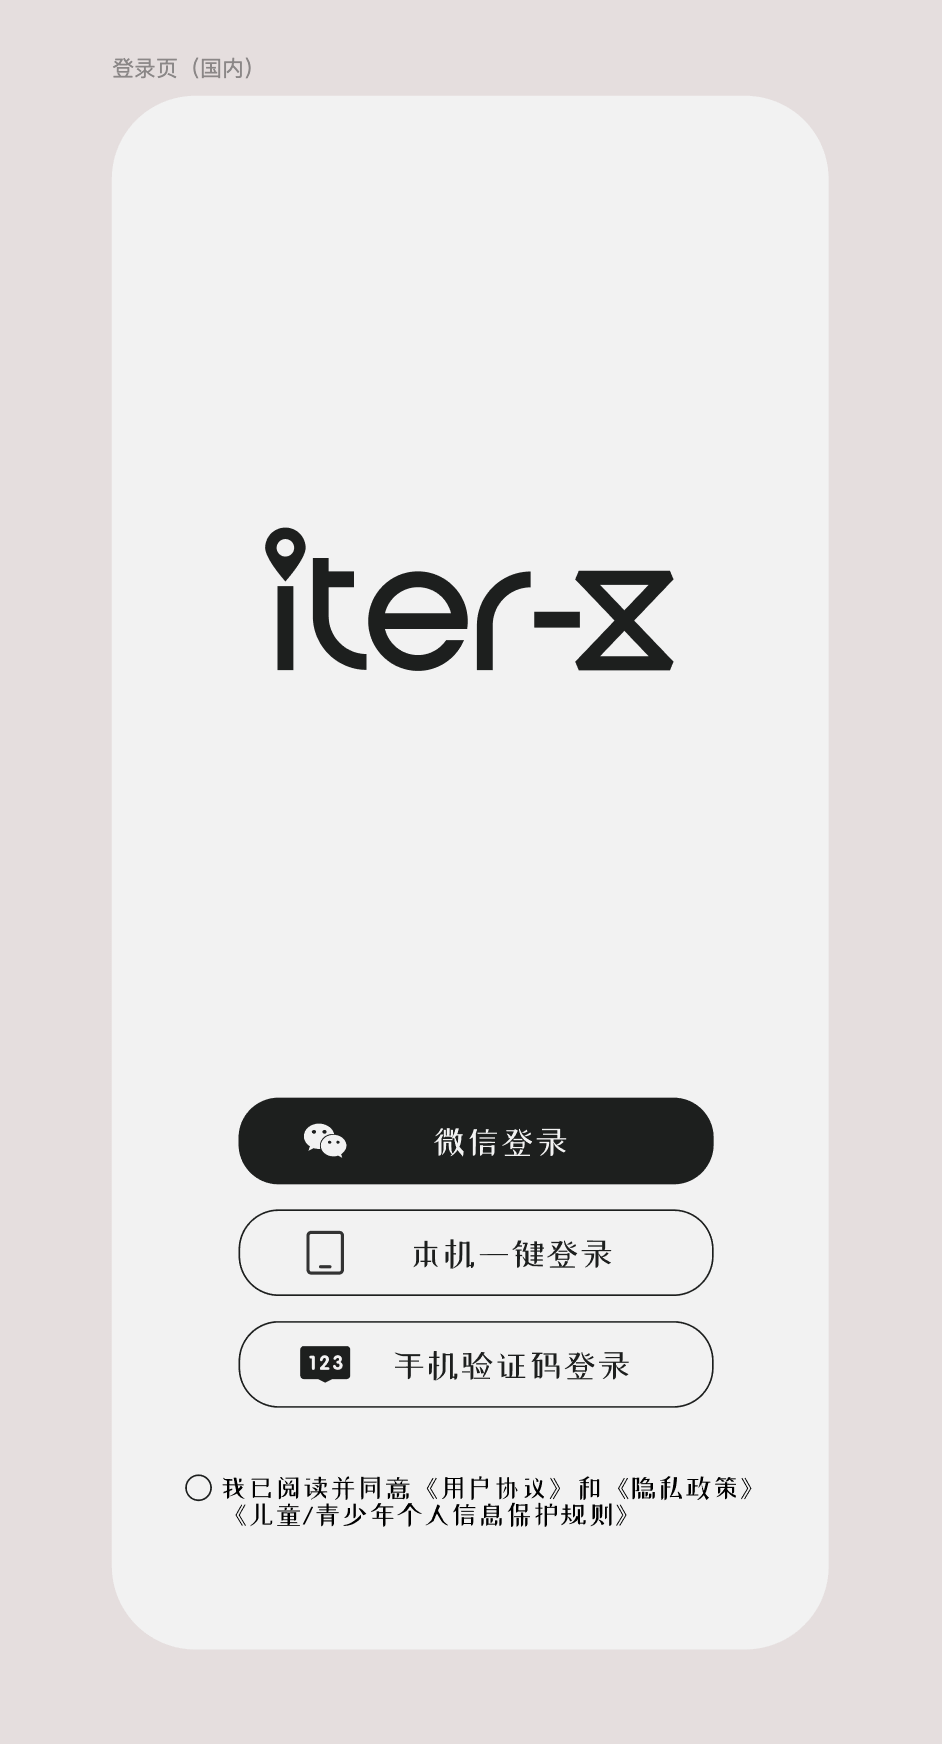 登录页（国内）
iter-x
微信登录
本机一键登录
123
手机验证码登录
我已阅读并同意《用户协议》和《隐私政策》
《儿童/青少年个人信息保护规则》